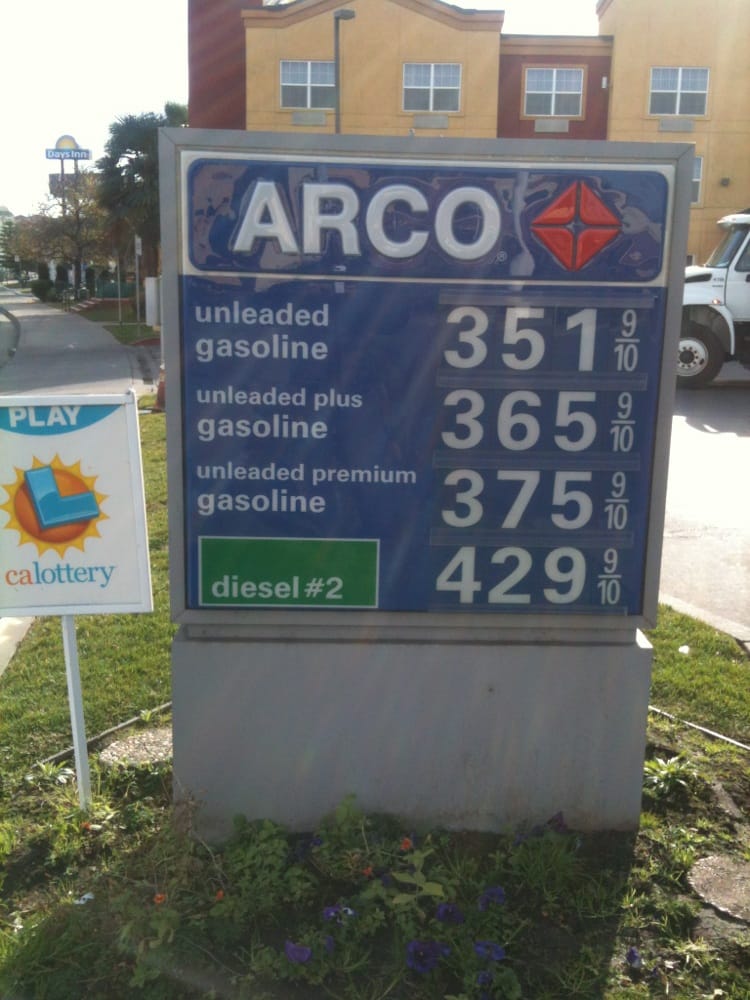 Days Inn
ARCO ®
unleaded
gasoline
351 9/10
unleaded plus
gasoline
365 9/10
unleaded premium
gasoline
375 9/10
diesel #2
429 9/10
PLAY
calottery